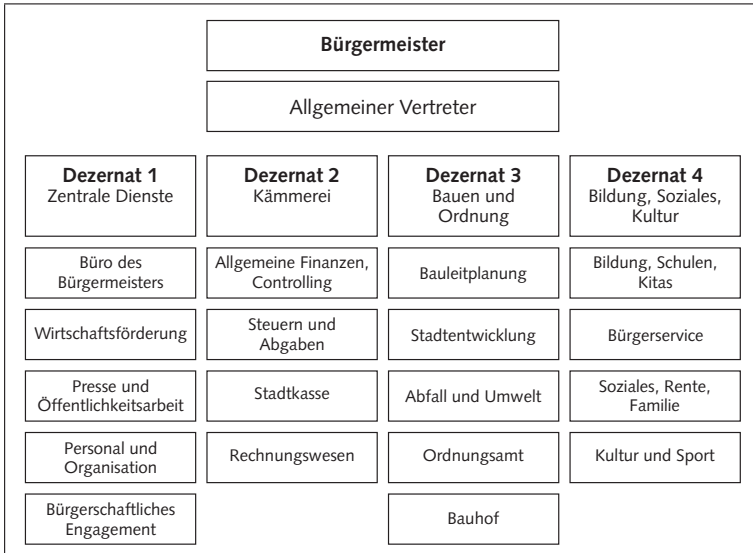 Bürgermeister
Allgemeiner Vertreter
Dezernat 1
Zentrale Dienste
Büro des
Bürgermeisters
Wirtschaftsförderung
Presse und
Öffentlichkeitsarbeit
Personal und
Organisation
Bürgerschaftliches
Engagement
Dezernat 2
Kämmerei
Allgemeine Finanzen,
Controlling
Steuern und
Abgaben
Stadtkasse
Rechnungswesen
Dezernat 3
Bauen und
Ordnung
Bauleitplanung
Stadtentwicklung
Abfall und Umwelt
Ordnungsamt
Bauhof
Dezernat 4
Bildung, Soziales,
Kultur
Bildung, Schulen,
Kitas
Bürgerservice
Soziales, Rente,
Familie
Kultur und Sport